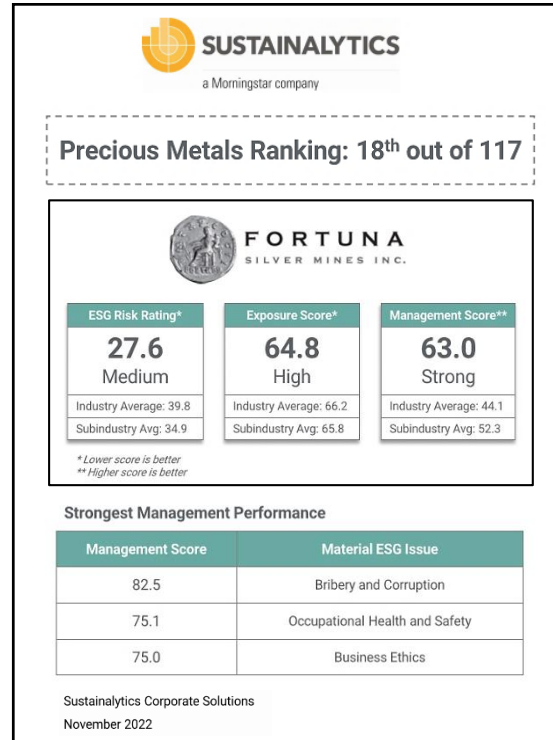 SUSTAINALYTICS
a Morningstar company
Precious Metals Ranking: 18th out of 117
FORTUNA
SILVER MINES INC.
ESG Risk Rating*
27.6
Medium
Industry Average: 39.8
Subindustry Avg: 34.9
Exposure Score*
64.8
High
Industry Average: 66.2
Subindustry Avg: 65.8
Management Score**
63.0
Strong
Industry Average: 44.1
Subindustry Avg: 52.3
* Lower score is better
** Higher score is better
Strongest Management Performance
Management Score Material ESG Issue
82.5 Bribery and Corruption
75.1 Occupational Health and Safety
75.0 Business Ethics
Sustainalytics Corporate Solutions
November 2022